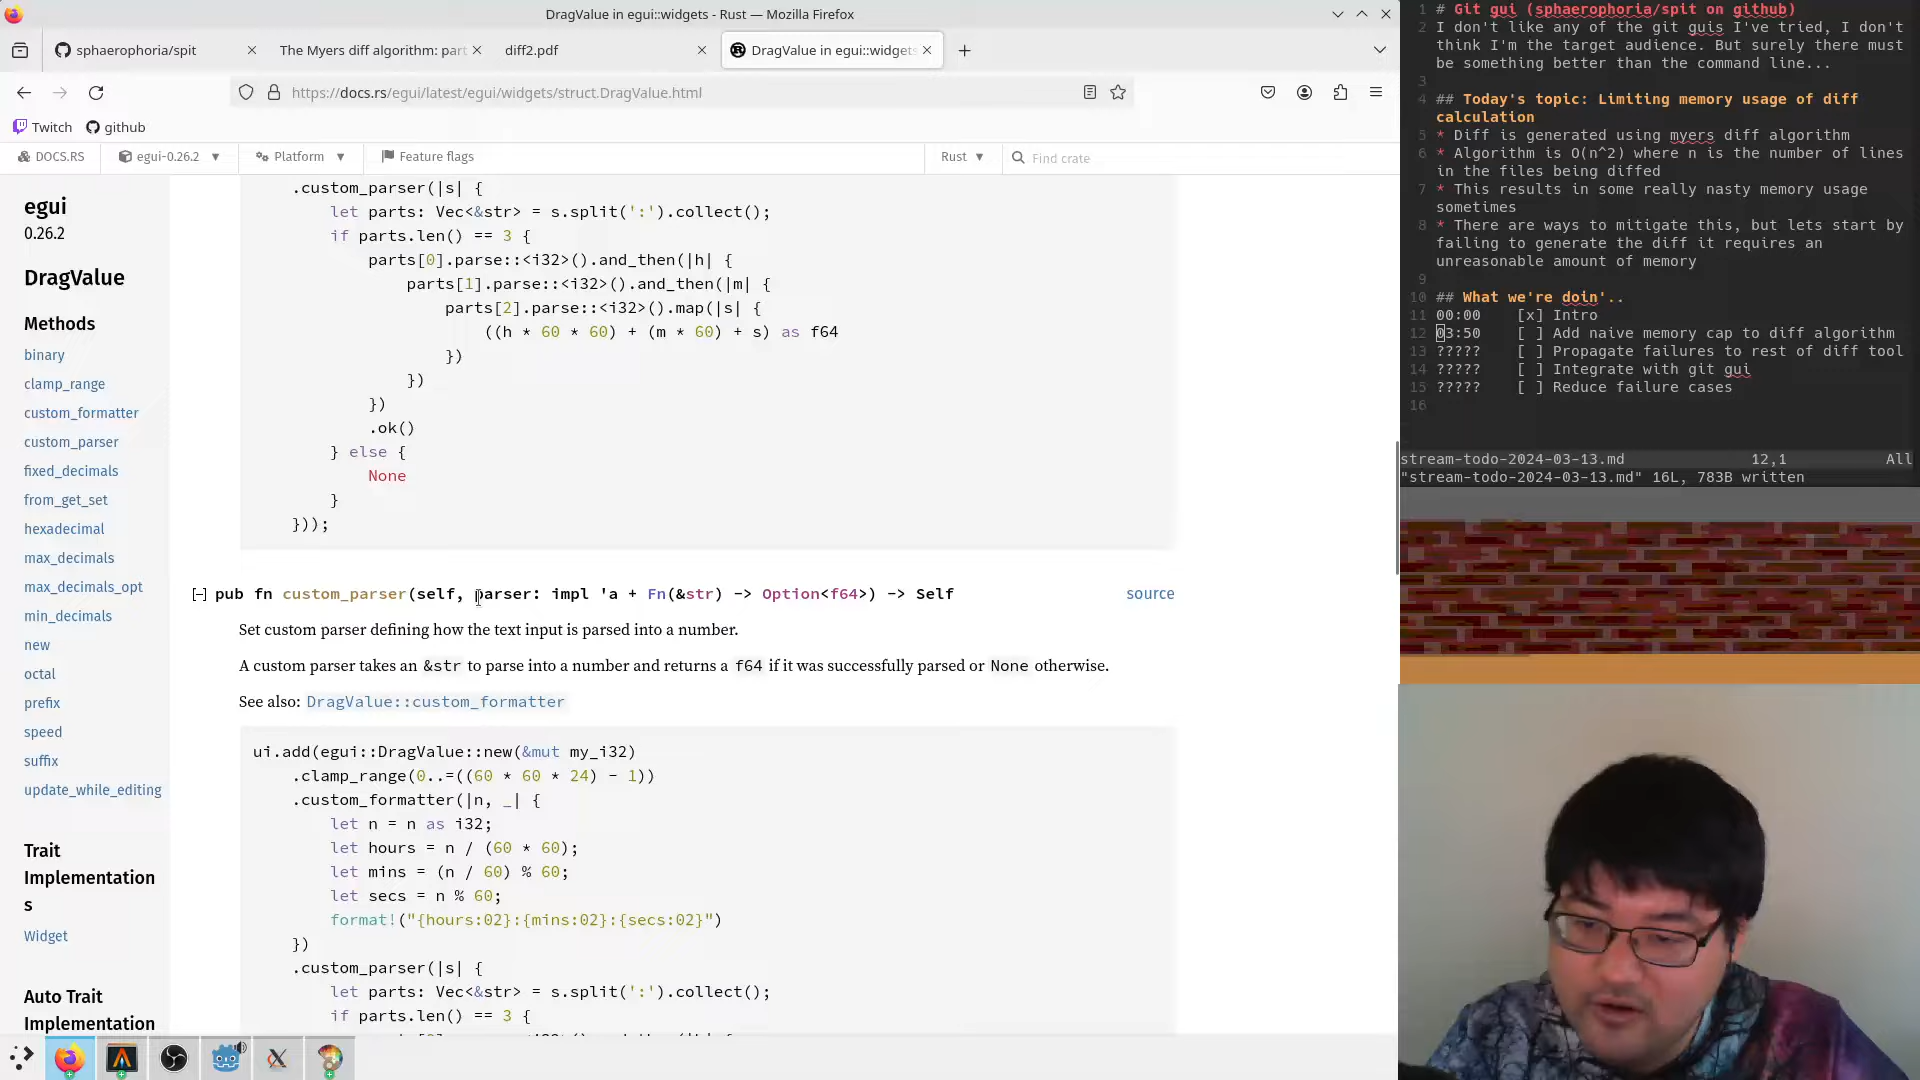 DragValue in egui::widgets - Rust — Mozilla Firefox
sphaerophoria/spit
The Myers diff algorithm: part
diff2.pdf
DragValue in egui::widgets
https://docs.rs/egui/latest/egui/widgets/struct.DragValue.html
Twitch
github
DOCS.RS
egui-0.26.2
Platform
Feature flags
Rust
Find crate
egui
0.26.2
DragValue
Methods
binary
clamp_range
custom_formatter
custom_parser
fixed_decimals
from_get_set
hexadecimal
max_decimals
max_decimals_opt
min_decimals
new
octal
prefix
speed
suffix
update_while_editing
Trait
Implementation
s
Widget
Auto Trait
Implementation
.custom_parser(|s| {
let parts: Vec<&str> = s.split(':').collect();
if parts.len() == 3 {
parts[0].parse::<i32>().and_then(|h| {
parts[1].parse::<i32>().and_then(|m| {
parts[2].parse::<i32>().map(|s| {
((h * 60 * 60) + (m * 60) + s) as f64
})
})
})
.ok()
} else {
None
}
}));
[-] pub fn custom_parser(self, parser: impl 'a + Fn(&str) -> Option<f64>) -> Self
source
Set custom parser defining how the text input is parsed into a number.
A custom parser takes an &str to parse into a number and returns a f64 if it was successfully parsed or None otherwise.
See also: DragValue::custom_formatter
ui.add(egui::DragValue::new(&mut my_i32)
.clamp_range(0..=((60 * 60 * 24) - 1))
.custom_formatter(|n, _| {
let n = n as i32;
let hours = n / (60 * 60);
let mins = (n / 60) % 60;
let secs = n % 60;
format!("{hours:02}:{mins:02}:{secs:02}")
})
.custom_parser(|s| {
let parts: Vec<&str> = s.split(':').collect();
if parts.len() == 3 {
1 # Git gui (sphaerophoria/spit on github)
2 I don't like any of the git guis I've tried, I don't
think I'm the target audience. But surely there must
be something better than the command line...
3
4 ## Today's topic: Limiting memory usage of diff
calculation
5 * Diff is generated using myers diff algorithm
6 * Algorithm is O(n^2) where n is the number of lines
in the files being diffed
7 * This results in some really nasty memory usage
sometimes
8 * There are ways to mitigate this, but lets start by
failing to generate the diff it requires an
unreasonable amount of memory
9
10 ## What we're doin'..
11 00:00 [x] Intro
12 03:50 [ ] Add naive memory cap to diff algorithm
13 ????? [ ] Propagate failures to rest of diff tool
14 ????? [ ] Integrate with git gui
15 ????? [ ] Reduce failure cases
16
stream-todo-2024-03-13.md 12,1 All
"stream-todo-2024-03-13.md" 16L, 783B written